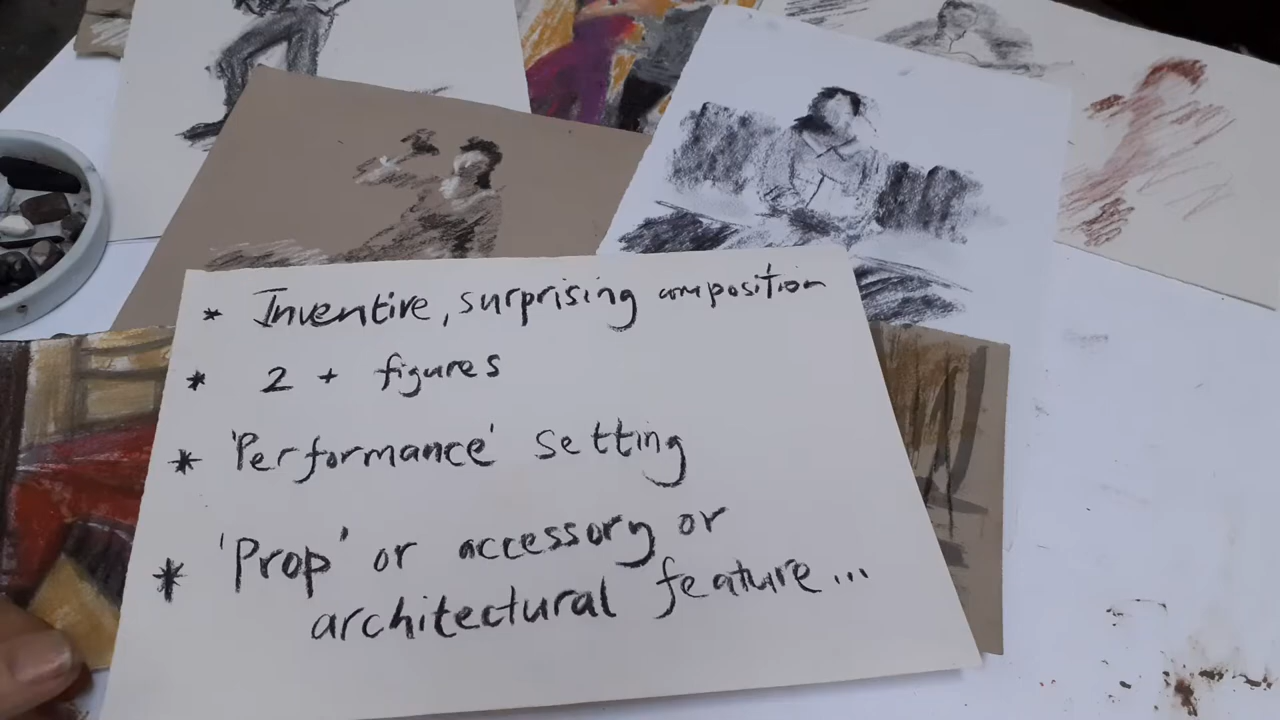 * Inventive, surprising composition
* 2 + figures
* 'Performance' setting
* 'Prop' or accessory or
architectural feature...